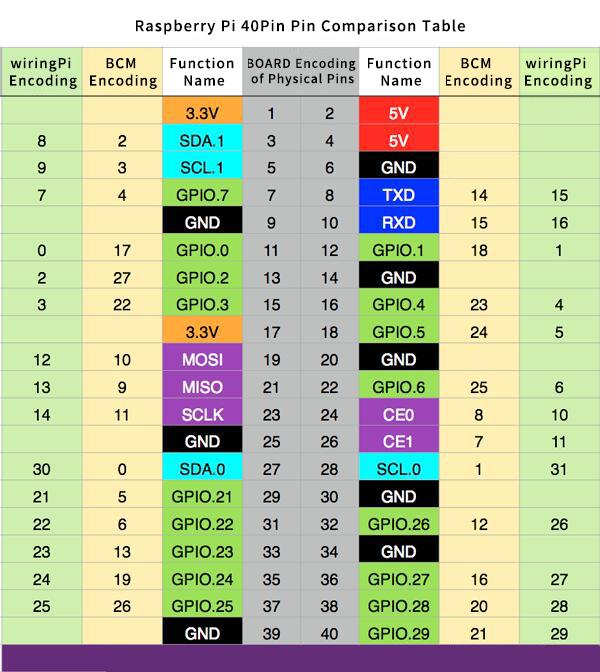 Raspberry Pi 40Pin Pin Comparison Table
wiringPi Encoding BCM Encoding Function Name BOARD Encoding of Physical Pins Function Name BCM Encoding wiringPi Encoding
3.3V 1 2 5V
8 2 SDA.1 3 4 5V
9 3 SCL.1 5 6 GND
7 4 GPIO.7 7 8 TXD 14 15
GND 9 10 RXD 15 16
0 17 GPIO.0 11 12 GPIO.1 18 1
2 27 GPIO.2 13 14 GND
3 22 GPIO.3 15 16 GPIO.4 23 4
3.3V 17 18 GPIO.5 24 5
12 10 MOSI 19 20 GND
13 9 MISO 21 22 GPIO.6 25 6
14 11 SCLK 23 24 CE0 8 10
GND 25 26 CE1 7 11
30 0 SDA.0 27 28 SCL.0 1 31
21 5 GPIO.21 29 30 GND
22 6 GPIO.22 31 32 GPIO.26 12 26
23 13 GPIO.23 33 34 GND
24 19 GPIO.24 35 36 GPIO.27 16 27
25 26 GPIO.25 37 38 GPIO.28 20 28
GND 39 40 GPIO.29 21 29